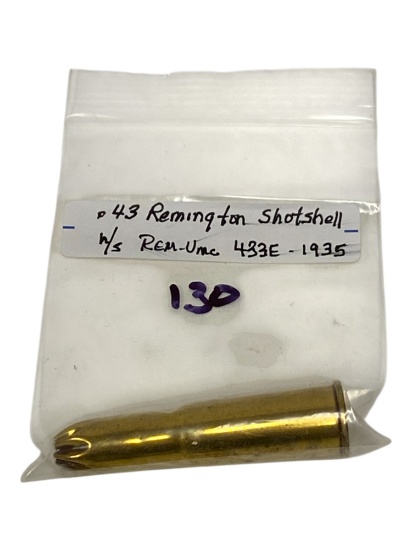 .43 Remington Shotshell
h/s REM-UMC 433E - 1935
130